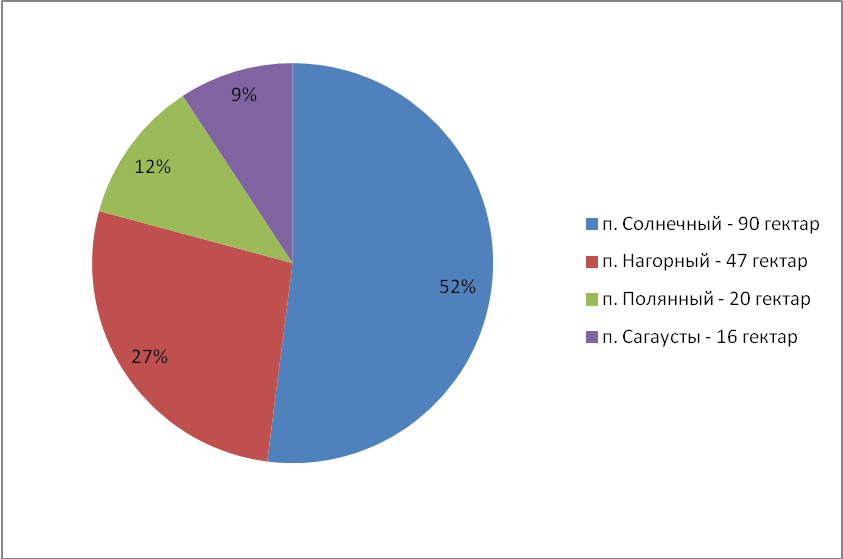 9%
12%
52%
27%
п. Солнечный - 90 гектар
п. Нагорный - 47 гектар
п. Полянный - 20 гектар
п. Сагаусты - 16 гектар